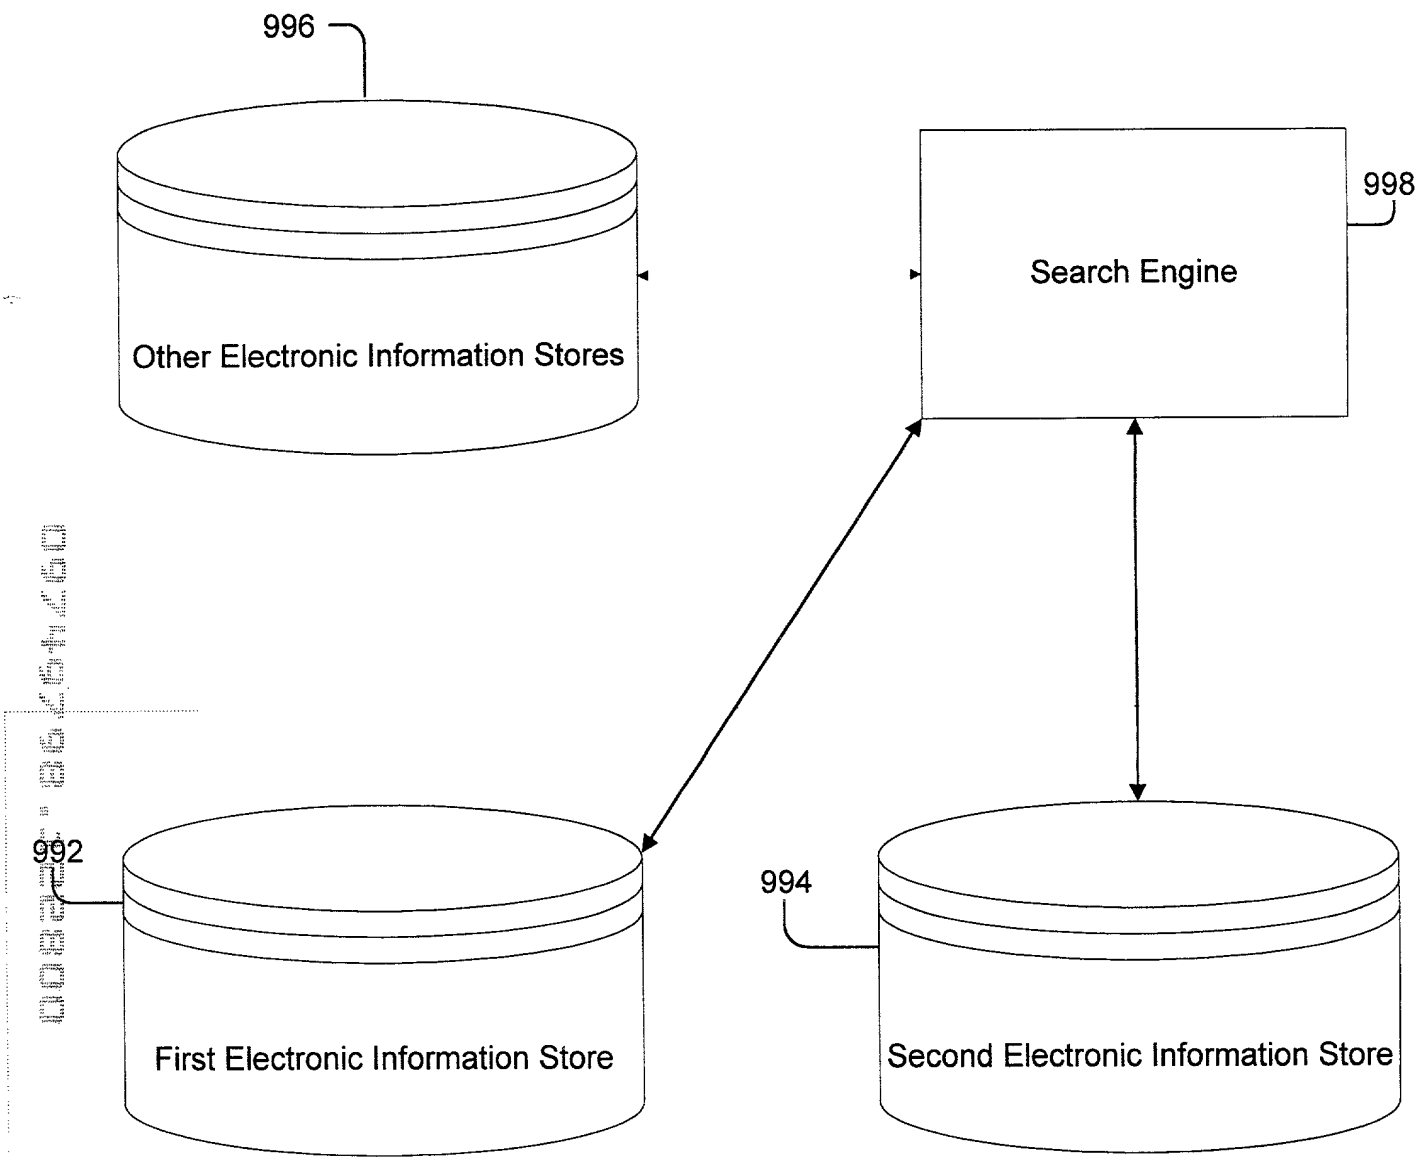 996
998
Search Engine
Other Electronic Information Stores
992
994
First Electronic Information Store
Second Electronic Information Store